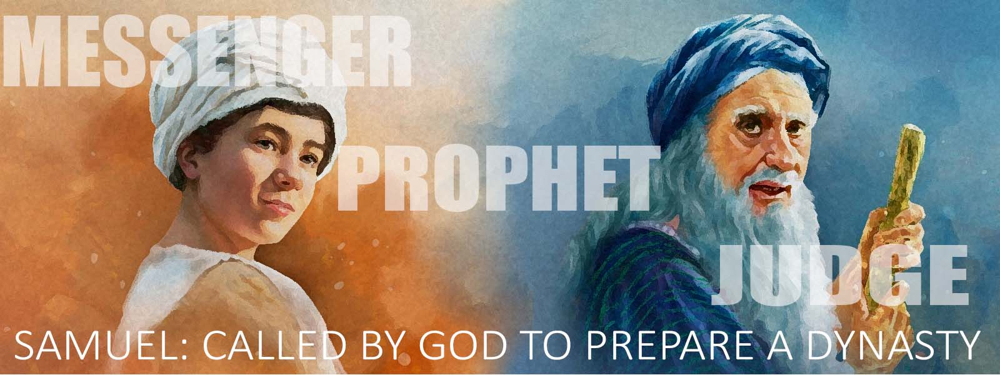 MESSENGER
PROPHET
JUDGE
SAMUEL: CALLED BY GOD TO PREPARE A DYNASTY